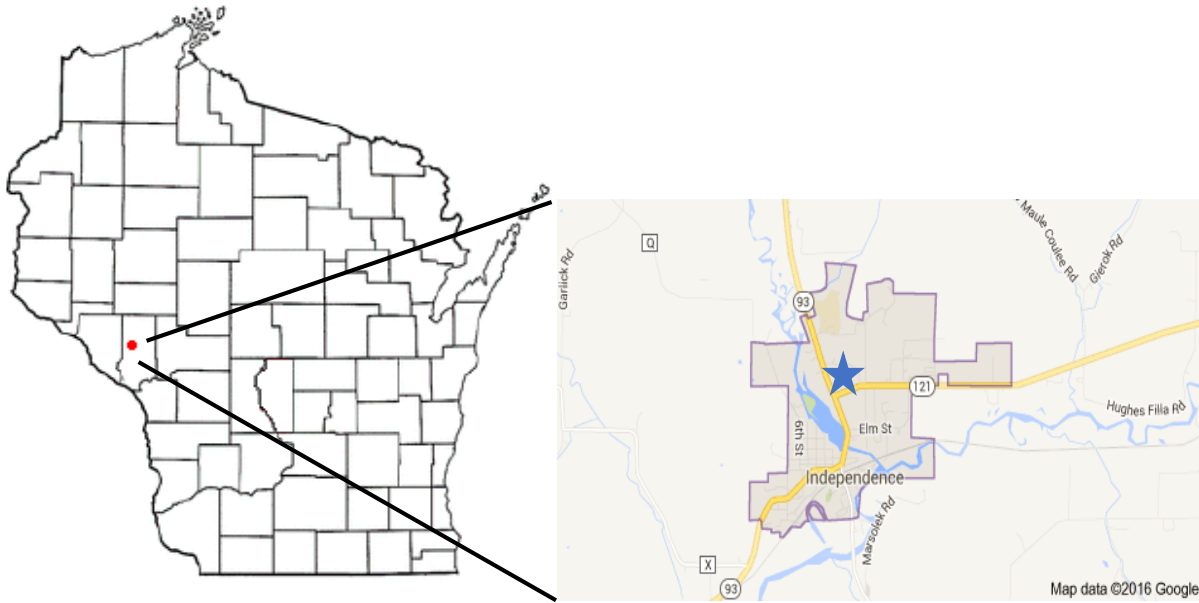 Maule Coulee Rd
Garlick Rd
Q
Gierok Rd
93
121
Hughes Filla Rd
6th St
Elm St
Independence
Marsolek Rd
X
93
Map data ©2016 Google